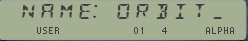 NAME: ORBIT_
USER 01 4 ALPHA